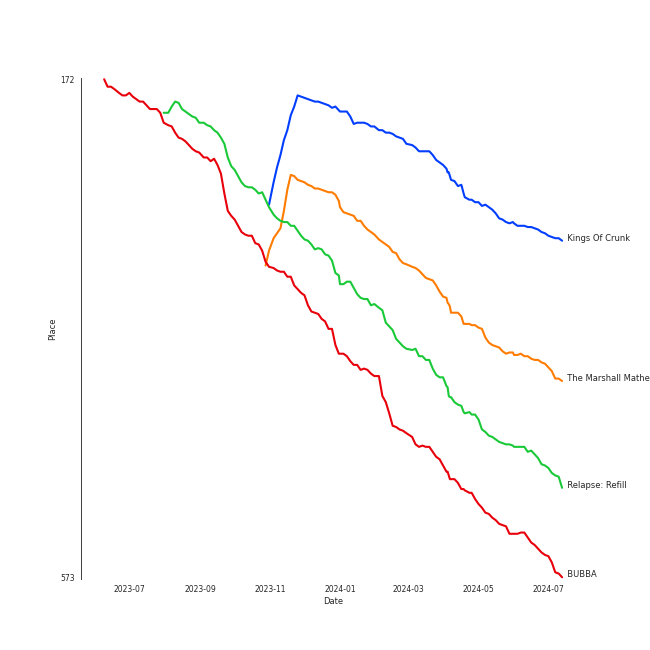 172
Kings Of Crunk
Place
The Marshall Mathe
Relapse: Refill
BUBBA
573
2023-07 2023-09 2023-11 2024-01 2024-03 2024-05 2024-07
Date